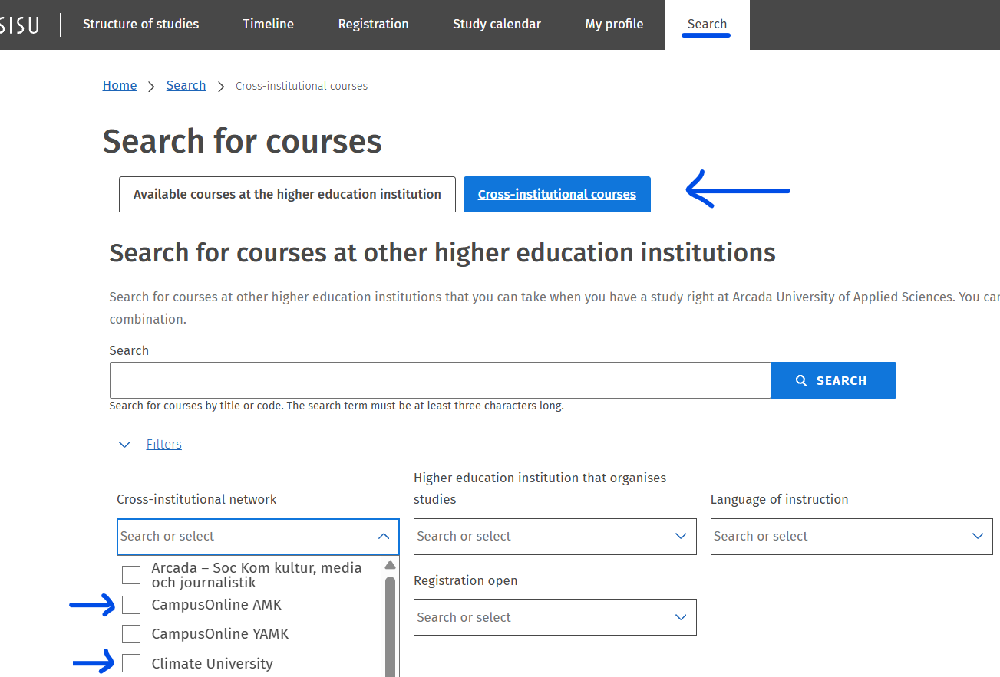 SISU
Structure of studies
Timeline
Registration
Study calendar
My profile
Search
Home
Search
Cross-institutional courses
Search for courses
Available courses at the higher education institution
Cross-institutional courses
Search for courses at other higher education institutions
Search for courses at other higher education institutions that you can take when you have a study right at Arcada University of Applied Sciences. You
combination.
Search
SEARCH
Search for courses by title or code. The search term must be at least three characters long.
Filters
Cross-institutional network
Search or select
Arcada – Soc Kom kultur, media
och journalistik
CampusOnline AMK
CampusOnline YAMK
Climate University
Higher education institution that organises
studies
Search or select
Registration open
Search or select
Language of instruction
Search or select